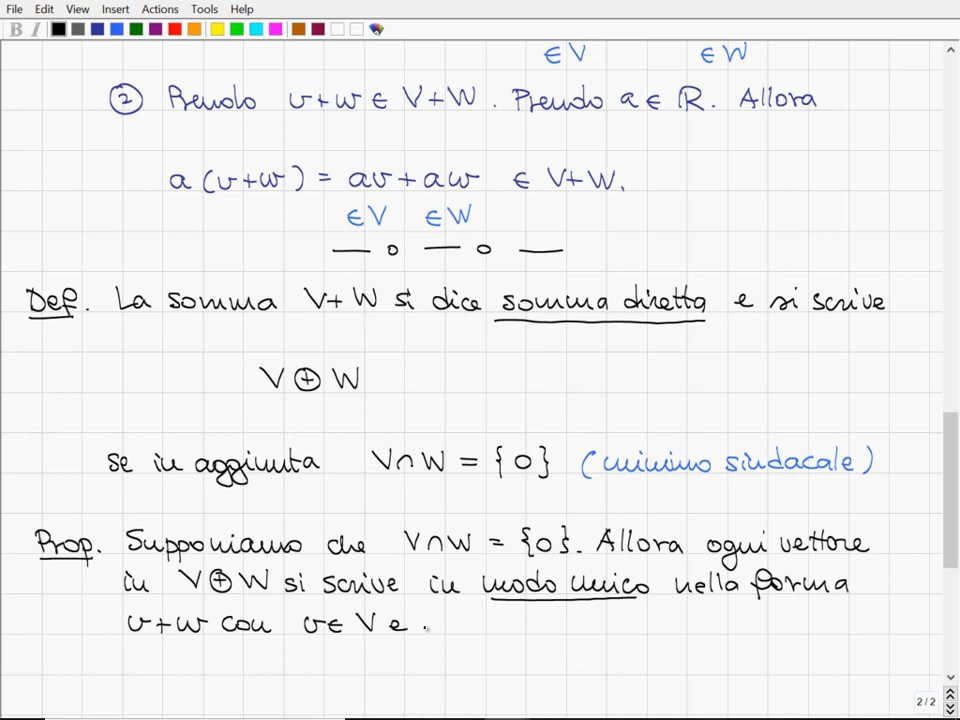 File Edit View Insert Actions Tools Help
B I
∈ V ∈ W
② Prendo v+w ∈ V+W. Prendo a ∈ ℝ. Allora
a (v+w) = av + aw ∈ V+W.
∈ V ∈ W
— o — o —
Def. La somma V+W si dice somma diretta e si scrive
V ⊕ W
se in aggiunta V∩W = {0} (minimo sindacale)
Prop. Supponiamo che V∩W = {0}. Allora ogni vettore
in V⊕W si scrive in modo unico nella forma
v+w con v∈ V e .
2 / 2